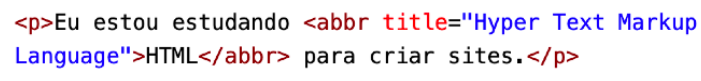 <p>Eu estou estudando <abbr title="Hyper Text Markup
Language">HTML</abbr> para criar sites.</p>